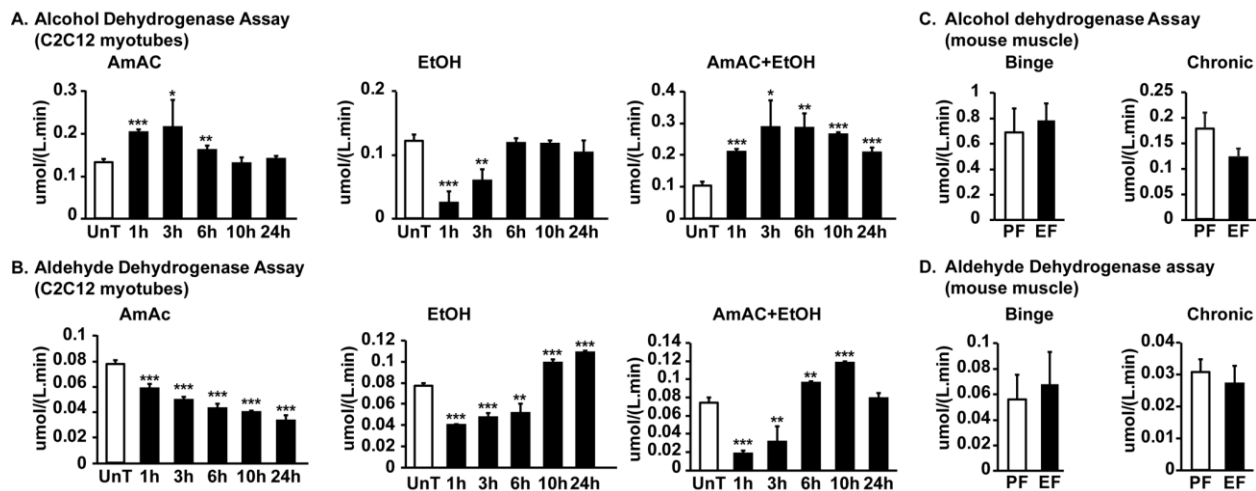 A. Alcohol Dehydrogenase Assay
(C2C12 myotubes)
AmAC
umol/(L.min)
0.3
0.2
0.1
0
***
*
**
UnT 1h 3h 6h 10h 24h
EtOH
umol/(L.min)
0.2
0.1
0
***
**
UnT 1h 3h 6h 10h 24h
AmAC+EtOH
umol/(L.min)
0.4
0.3
0.2
0.1
0
***
*
**
***
***
UnT 1h 3h 6h 10h 24h
C. Alcohol dehydrogenase Assay
(mouse muscle)
Binge
umol/(L.min)
1
0.8
0.6
0.4
0.2
0
PF EF
Chronic
umol/(L.min)
0.25
0.2
0.15
0.1
0.05
0
PF EF
B. Aldehyde Dehydrogenase Assay
(C2C12 myotubes)
AmAc
umol/(L.min)
0.1
0.08
0.06
0.04
0.02
0
***
***
***
***
***
UnT 1h 3h 6h 10h 24h
EtOH
umol/(L.min)
0.12
0.1
0.08
0.06
0.04
0.02
0
***
***
**
***
***
UnT 1h 3h 6h 10h 24h
AmAC+EtOH
umol/(L.min)
0.14
0.12
0.1
0.08
0.06
0.04
0.02
0
***
**
**
***
UnT 1h 3h 6h 10h 24h
D. Aldehyde Dehydrogenase assay
(mouse muscle)
Binge
umol/(L.min)
0.1
0.08
0.06
0.04
0.02
0
PF EF
Chronic
umol/(L.min)
0.04
0.03
0.02
0.01
0
PF EF